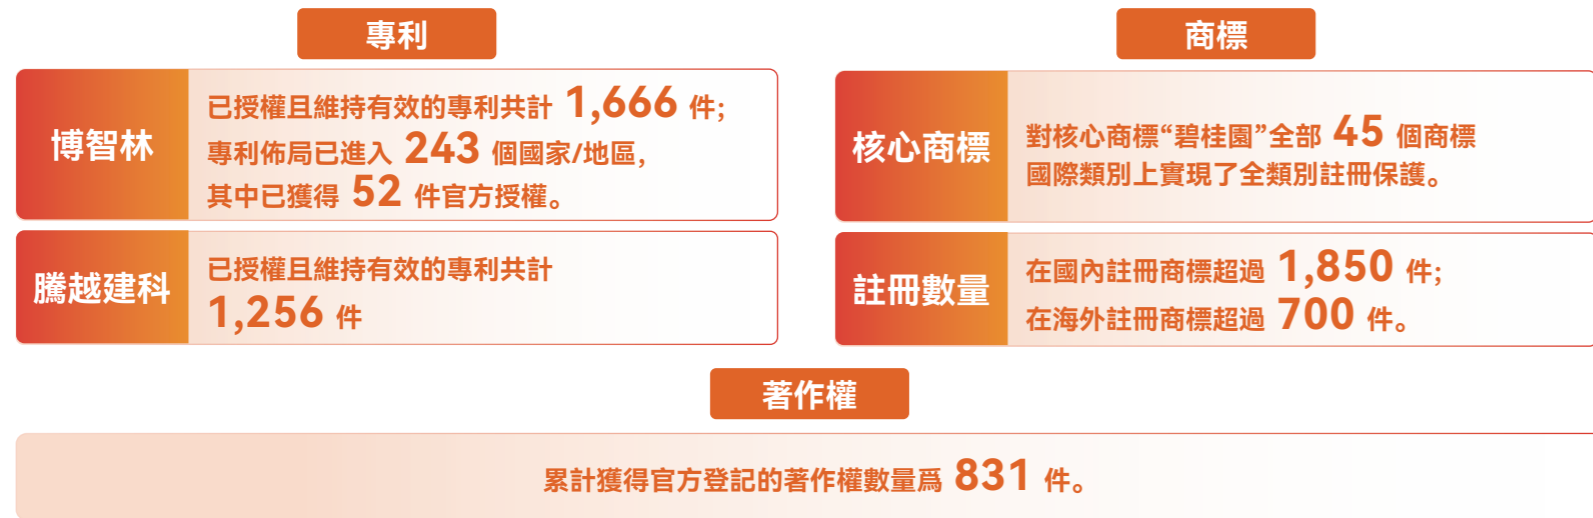 專利
博智林
已授權且維持有效的專利共計 1,666 件;
專利佈局已進入 243 個國家/地區,
其中已獲得 52 件官方授權。
騰越建科
已授權且維持有效的專利共計
1,256 件
商標
核心商標
對核心商標“碧桂園”全部 45 個商標
國際類別上實現了全類別註冊保護。
註冊數量
在國內註冊商標超過 1,850 件;
在海外註冊商標超過 700 件。
著作權
累計獲得官方登記的著作權數量爲 831 件。